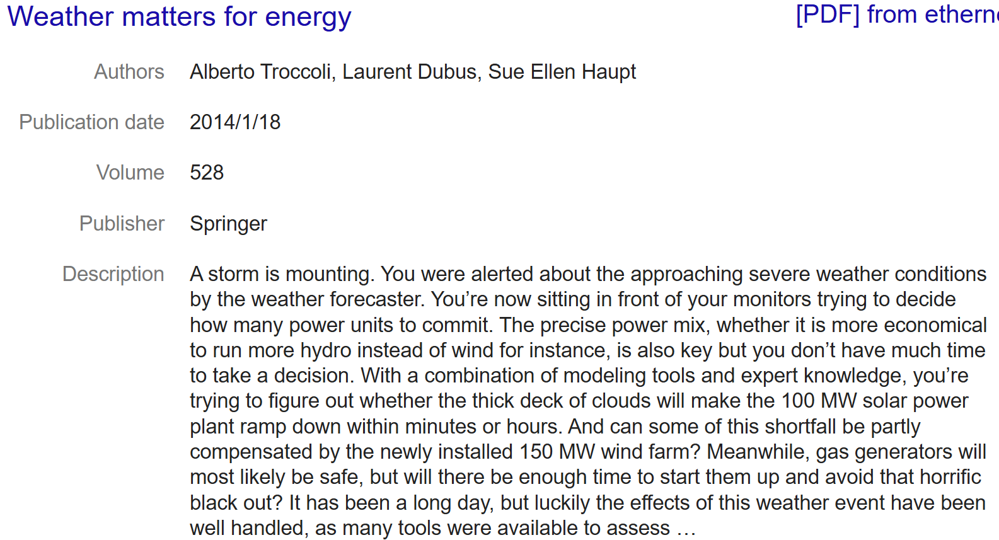 Weather matters for energy
[PDF] from ethern
Authors Alberto Troccoli, Laurent Dubus, Sue Ellen Haupt
Publication date 2014/1/18
Volume 528
Publisher Springer
Description A storm is mounting. You were alerted about the approaching severe weather conditions
by the weather forecaster. You’re now sitting in front of your monitors trying to decide
how many power units to commit. The precise power mix, whether it is more economical
to run more hydro instead of wind for instance, is also key but you don’t have much time
to take a decision. With a combination of modeling tools and expert knowledge, you’re
trying to figure out whether the thick deck of clouds will make the 100 MW solar power
plant ramp down within minutes or hours. And can some of this shortfall be partly
compensated by the newly installed 150 MW wind farm? Meanwhile, gas generators will
most likely be safe, but will there be enough time to start them up and avoid that horrific
black out? It has been a long day, but luckily the effects of this weather event have been
well handled, as many tools were available to assess …